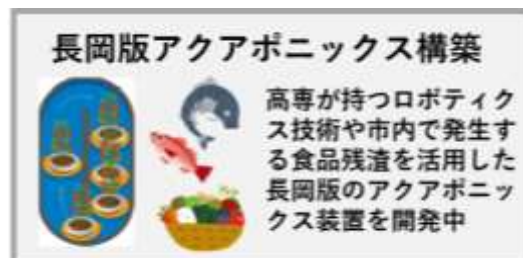 長岡版アクアポニックス構築
高専が持つロボティク
ス技術や市内で発生す
る食品残渣を活用した
長岡版のアクアポニッ
クス装置を開発中